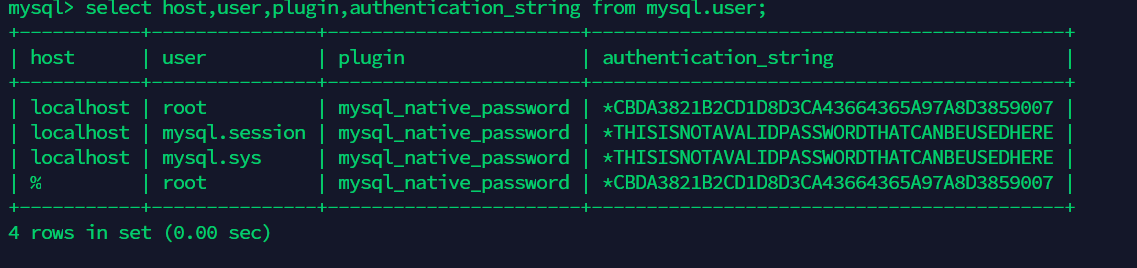 mysql> select host,user,plugin,authentication_string from mysql.user;
+-----------+---------------+-----------------------+-------------------------------------------+
| host      | user          | plugin                | authentication_string                     |
+-----------+---------------+-----------------------+-------------------------------------------+
| localhost | root          | mysql_native_password | *CBDA3821B2CD1D8D3CA43664365A97A8D3859007 |
| localhost | mysql.session | mysql_native_password | *THISISNOTAVALIDPASSWORDTHATCANBEUSEDHERE |
| localhost | mysql.sys     | mysql_native_password | *THISISNOTAVALIDPASSWORDTHATCANBEUSEDHERE |
| %         | root          | mysql_native_password | *CBDA3821B2CD1D8D3CA43664365A97A8D3859007 |
+-----------+---------------+-----------------------+-------------------------------------------+
4 rows in set (0.00 sec)